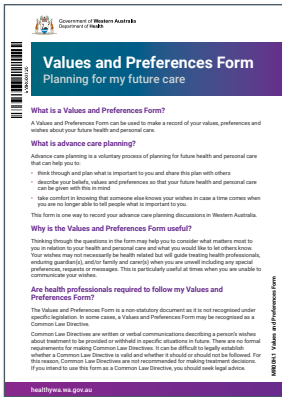 Government of Western Australia
Department of Health
Values and Preferences Form
Planning for my future care
What is a Values and Preferences Form?
A Values and Preferences Form can be used to make a record of your values, preferences and
wishes about your future health and personal care.
What is advance care planning?
Advance care planning is a voluntary process of planning for future health and personal care
that can help you to:
• think through and plan what is important to you and share this plan with others
• describe your beliefs, values and preferences so that your future health and personal care
can be given with this in mind
• take comfort in knowing that someone else knows your wishes in case a time comes when
you are no longer able to tell people what is important to you.
This form is one way to record your advance care planning discussions in Western Australia.
Why is the Values and Preferences Form useful?
Thinking through the questions in the form may help you to consider what matters most to
you in relation to your health and personal care and what you would like to let others know.
Your wishes may not necessarily be health related but will guide treating health professionals,
enduring guardian(s), and/or family and carer(s) when you are unwell including any special
preferences, requests or messages. This is particularly useful at times when you are unable to
communicate your wishes.
Are health professionals required to follow my Values and
Preferences Form?
The Values and Preferences Form is a non-statutory document as it is not recognised under
specific legislation. In some cases, a Values and Preferences Form may be recognised as a
Common Law Directive.
Common Law Directives are written or verbal communications describing a person's wishes
about treatment to be provided or withheld in specific situations in future. There are no formal
requirements for making Common Law Directives. It can be difficult to legally establish
whether a Common Law Directive is valid and whether it should or should not be followed. For
this reason, Common Law Directives are not recommended for making treatment decisions.
If you intend to use this form as a Common Law Directive, you should seek legal advice.
Values and Preferences Form
healthywa.wa.gov.au